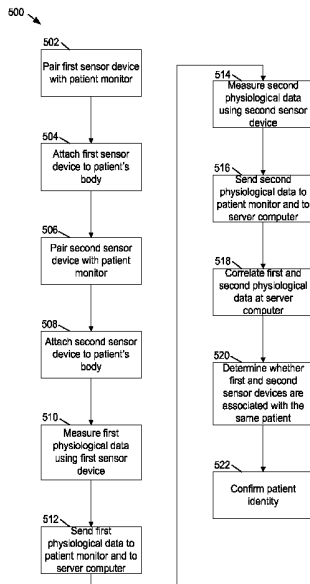 500
502
Pair first sensor device
with patient monitor
504
Attach first sensor
device to patient's
body
506
Pair second sensor
device with patient
monitor
508
Attach second sensor
device to patient's
body
510
Measure first
physiological data
using first sensor
device
512
Send first
physiological data to
patient monitor and to
server computer
514
Measure second
physiological data
using second sensor
device
516
Send second
physiological data to
patient monitor and to
server computer
518
Correlate first and
second physiological
data at server
computer
520
Determine whether
first and second
sensor devices are
associated with the
same patient
522
Confirm patient
identity